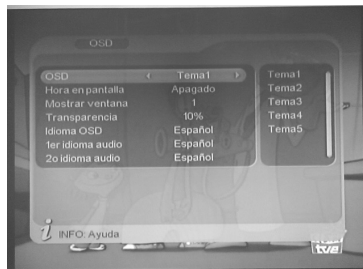 OSD
OSD Tema1
Hora en pantalla Apagado
Mostrar ventana 1
Transparencia 10%
Idioma OSD Español
1er idioma audio Español
2o idioma audio Español
Tema1
Tema2
Tema3
Tema4
Tema5
i INFO: Ayuda
tve